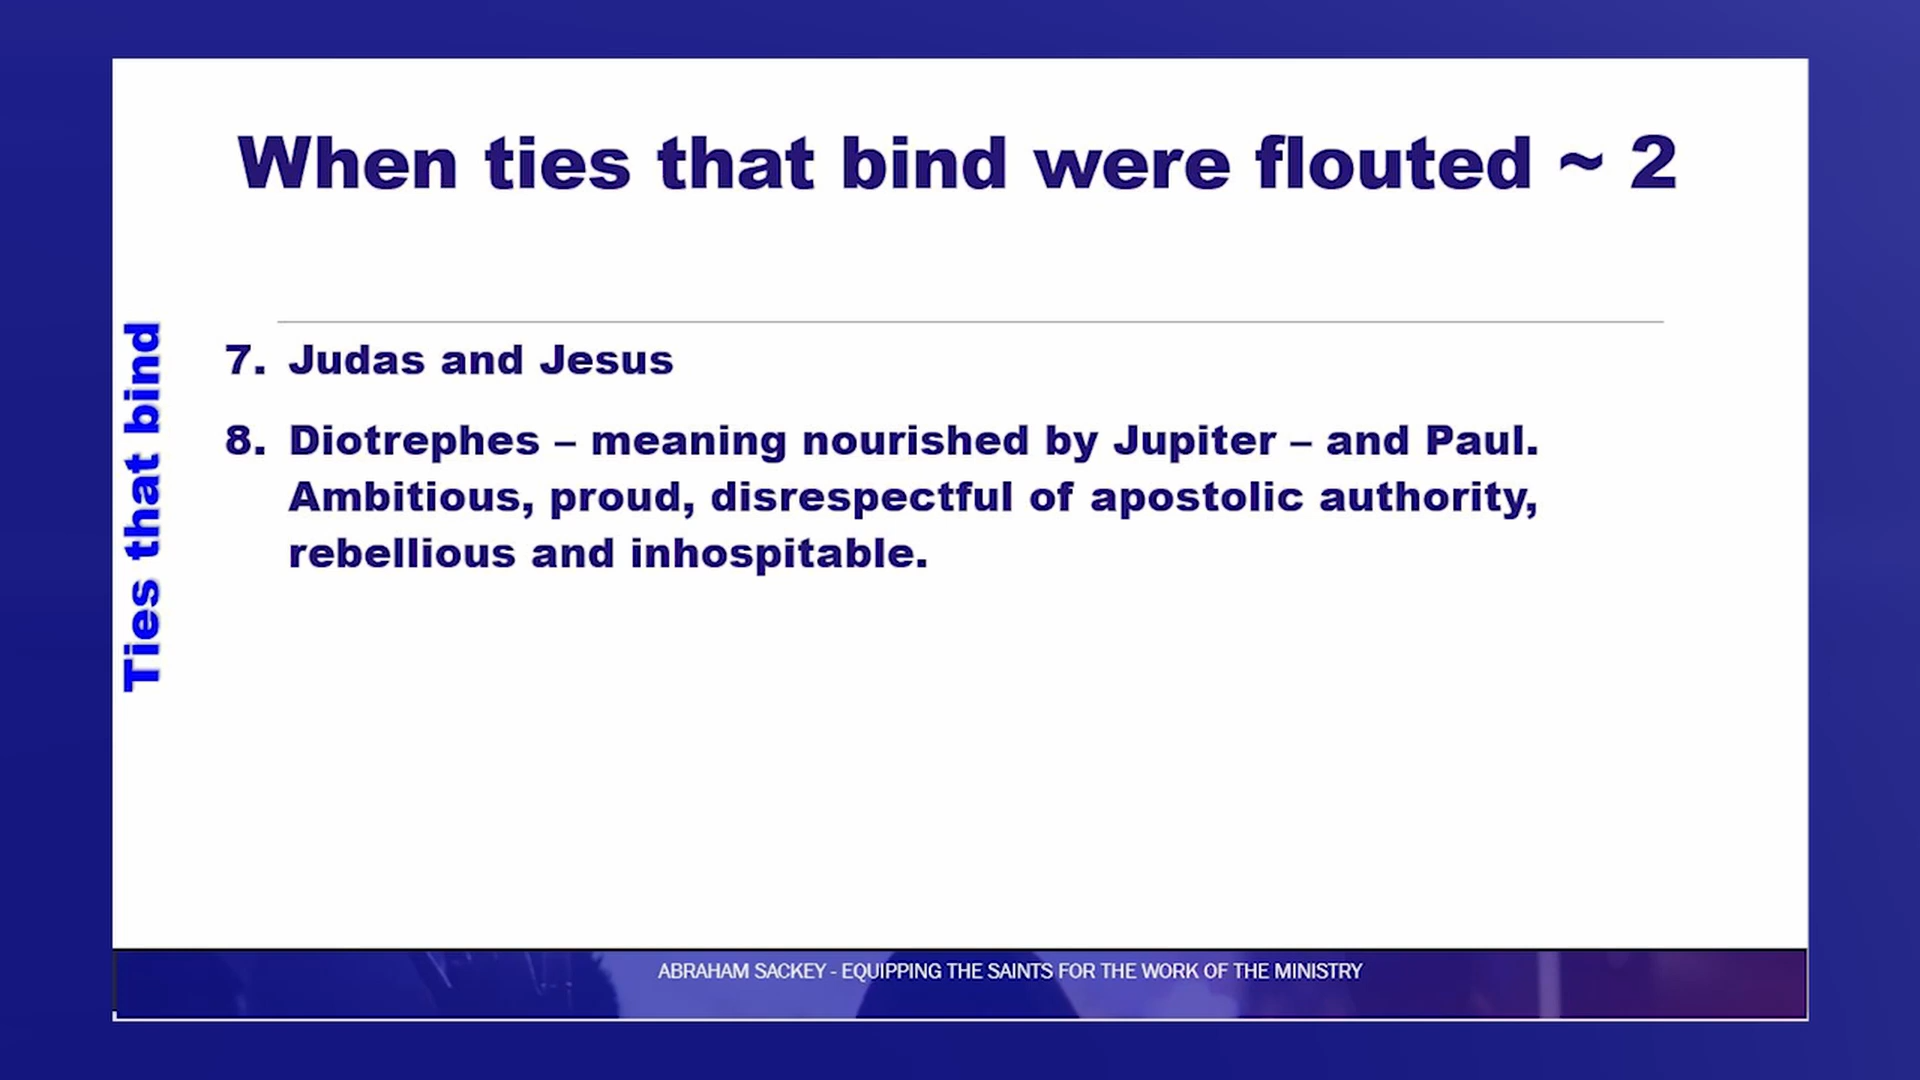 When ties that bind were flouted ~ 2
Ties that bind
7. Judas and Jesus
8. Diotrephes – meaning nourished by Jupiter – and Paul.
Ambitious, proud, disrespectful of apostolic authority,
rebellious and inhospitable.
ABRAHAM SACKEY - EQUIPPING THE SAINTS FOR THE WORK OF THE MINISTRY